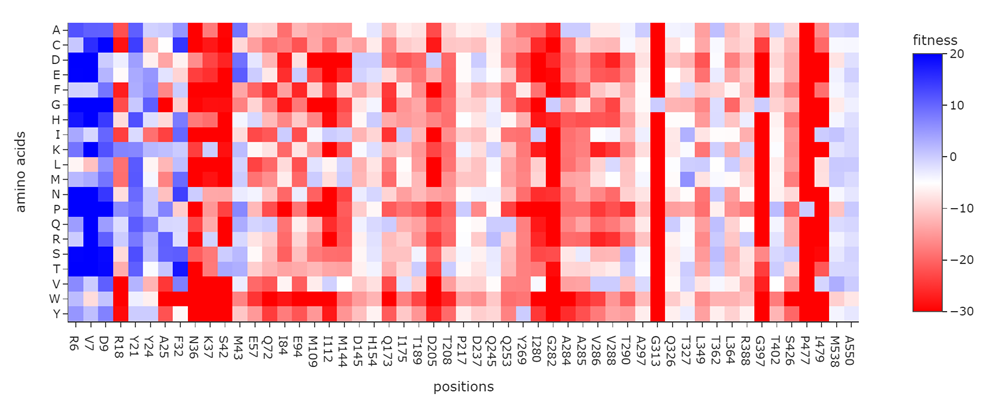 fitness
20
10
0
−10
−20
−30
amino acids
A
C
D
E
F
G
H
I
K
L
M
N
P
Q
R
S
T
V
W
Y
R6 V7 D9 R18 Y21 Y24 A25 F32 N36 K37 S42 M43 E57 Q72 I84 E94 M109 I112 M144 D145 H154 Q173 I175 T189 D205 T208 P217 D237 Q245 Q253 Y269 I280 G282 A284 A285 V286 V288 T290 A297 G313 Q326 T327 L349 T362 L364 R388 G397 T402 S426 P477 I479 M538 A550
positions